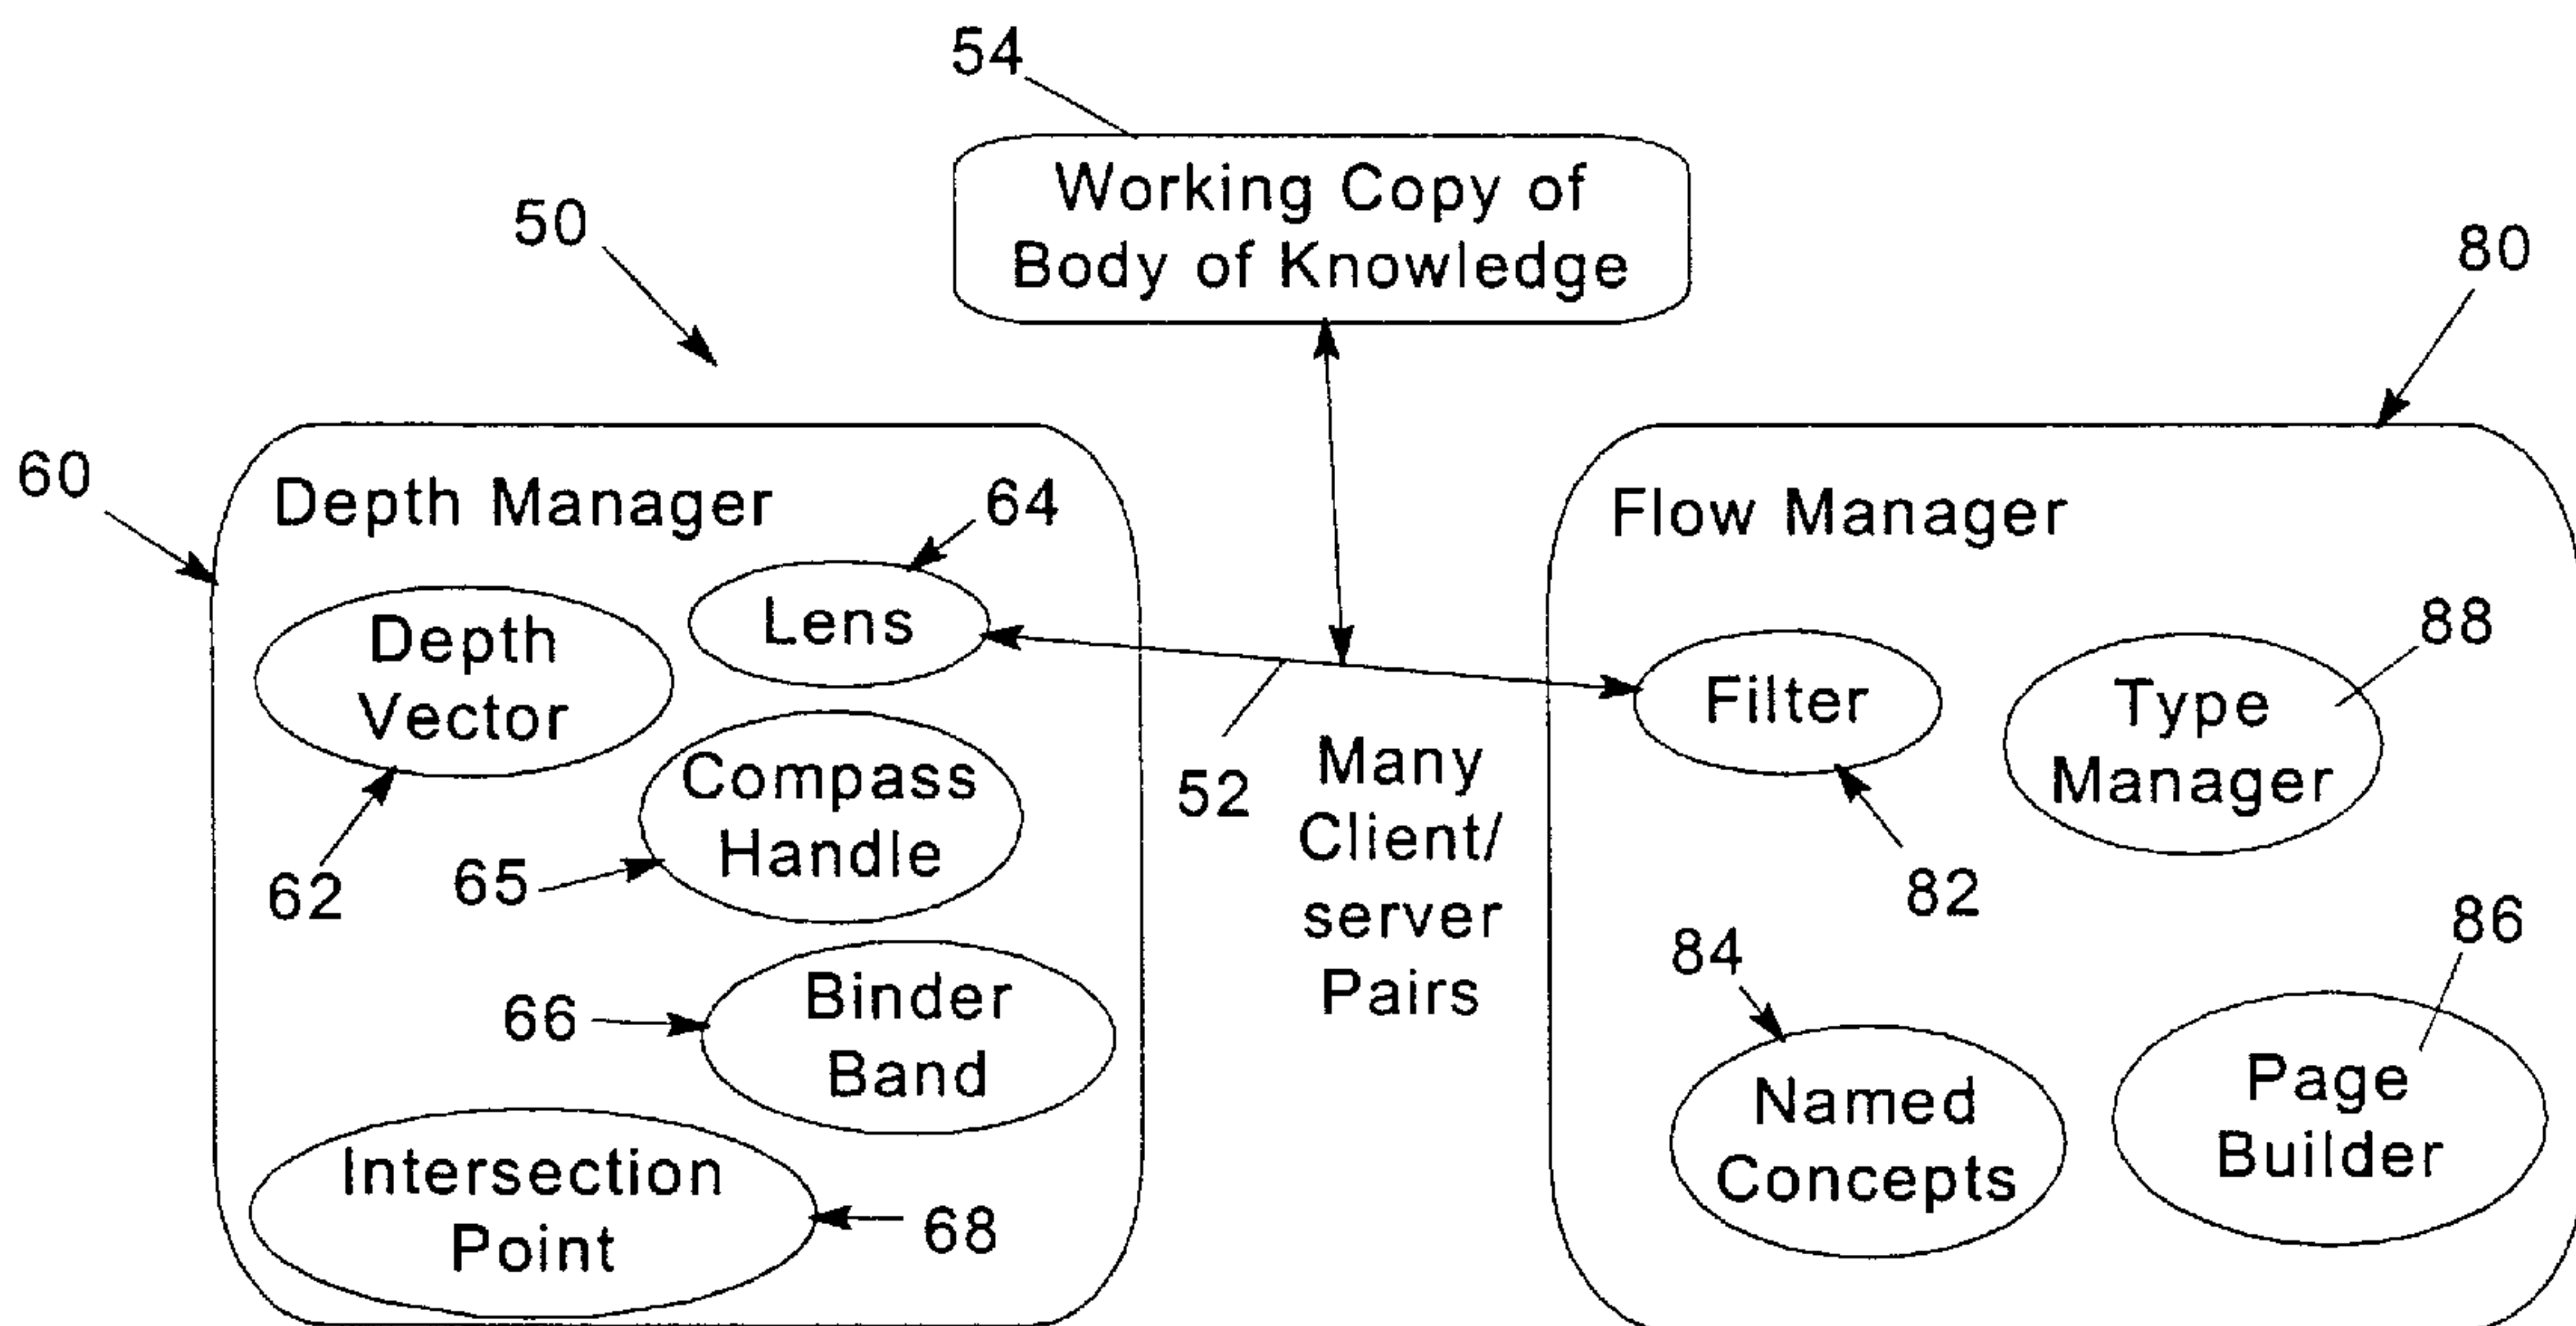 54
Working Copy of
Body of Knowledge
50
80
60
Depth Manager
64
Lens
Depth
Vector
62
Compass
Handle
65
Binder
Band
66
Intersection
Point
68
52
Many
Client/
server
Pairs
Flow Manager
Filter
82
88
Type
Manager
84
Named
Concepts
86
Page
Builder